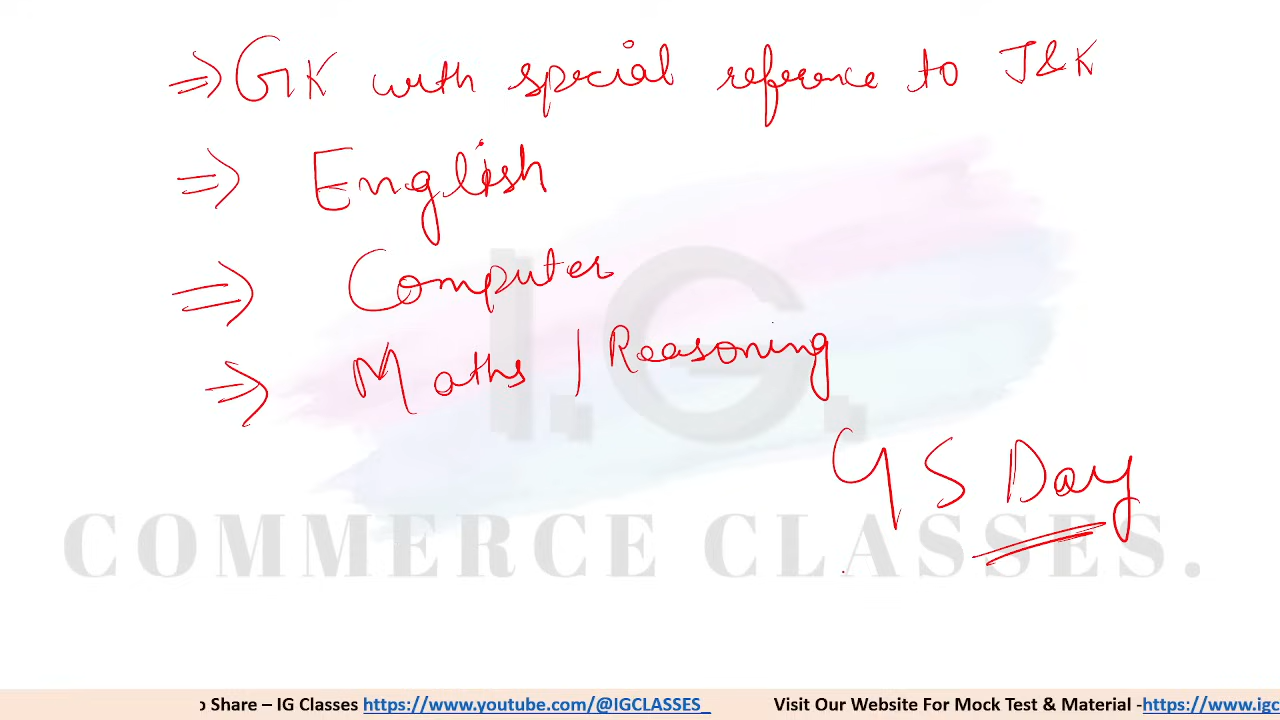 ⇒ GK with special reference to J&K
⇒ English
⇒ Computer
⇒ Maths / Reasoning
45 Day
I.G.
COMMERCE CLASSES.
Share – IG Classes https://www.youtube.com/@IGCLASSES_ Visit Our Website For Mock Test & Material -https://www.igc